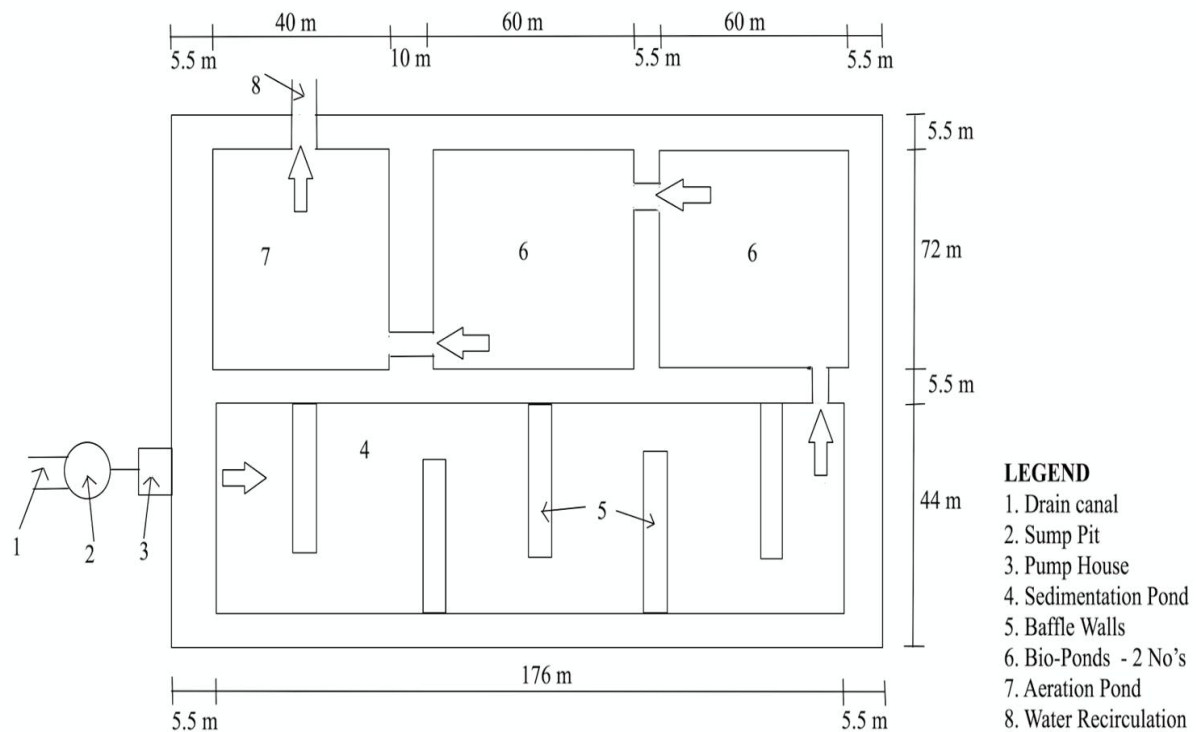 40 m
60 m
60 m
5.5 m
10 m
5.5 m
5.5 m
8
5.5 m
7
6
6
72 m
5.5 m
4
44 m
5
1
2
3
176 m
5.5 m
5.5 m
LEGEND
1. Drain canal
2. Sump Pit
3. Pump House
4. Sedimentation Pond
5. Baffle Walls
6. Bio-Ponds - 2 No's
7. Aeration Pond
8. Water Recirculation